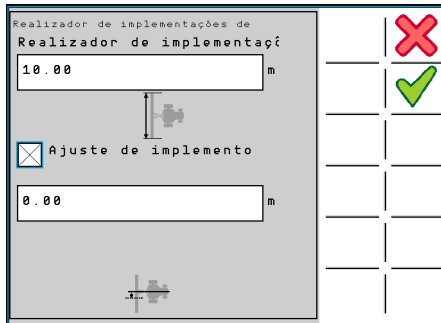 Realizador de implementações de
Realizador de implementaç
10.00 m
Ajuste de implemento
0.00 m